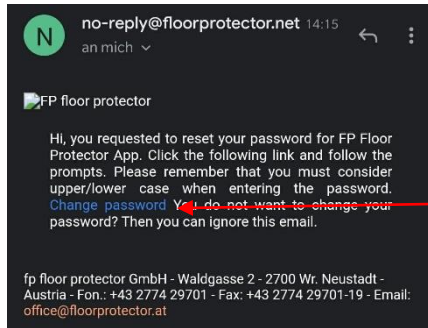 N
no-reply@floorprotector.net 14:15
an mich
FP floor protector
Hi, you requested to reset your password for FP Floor
Protector App. Click the following link and follow the
prompts. Please remember that you must consider
upper/lower case when entering the password.
Change password You do not want to change your
password? Then you can ignore this email.
fp floor protector GmbH - Waldgasse 2 - 2700 Wr. Neustadt -
Austria - Fon.: +43 2774 29701 - Fax: +43 2774 29701-19 - Email:
office@floorprotector.at